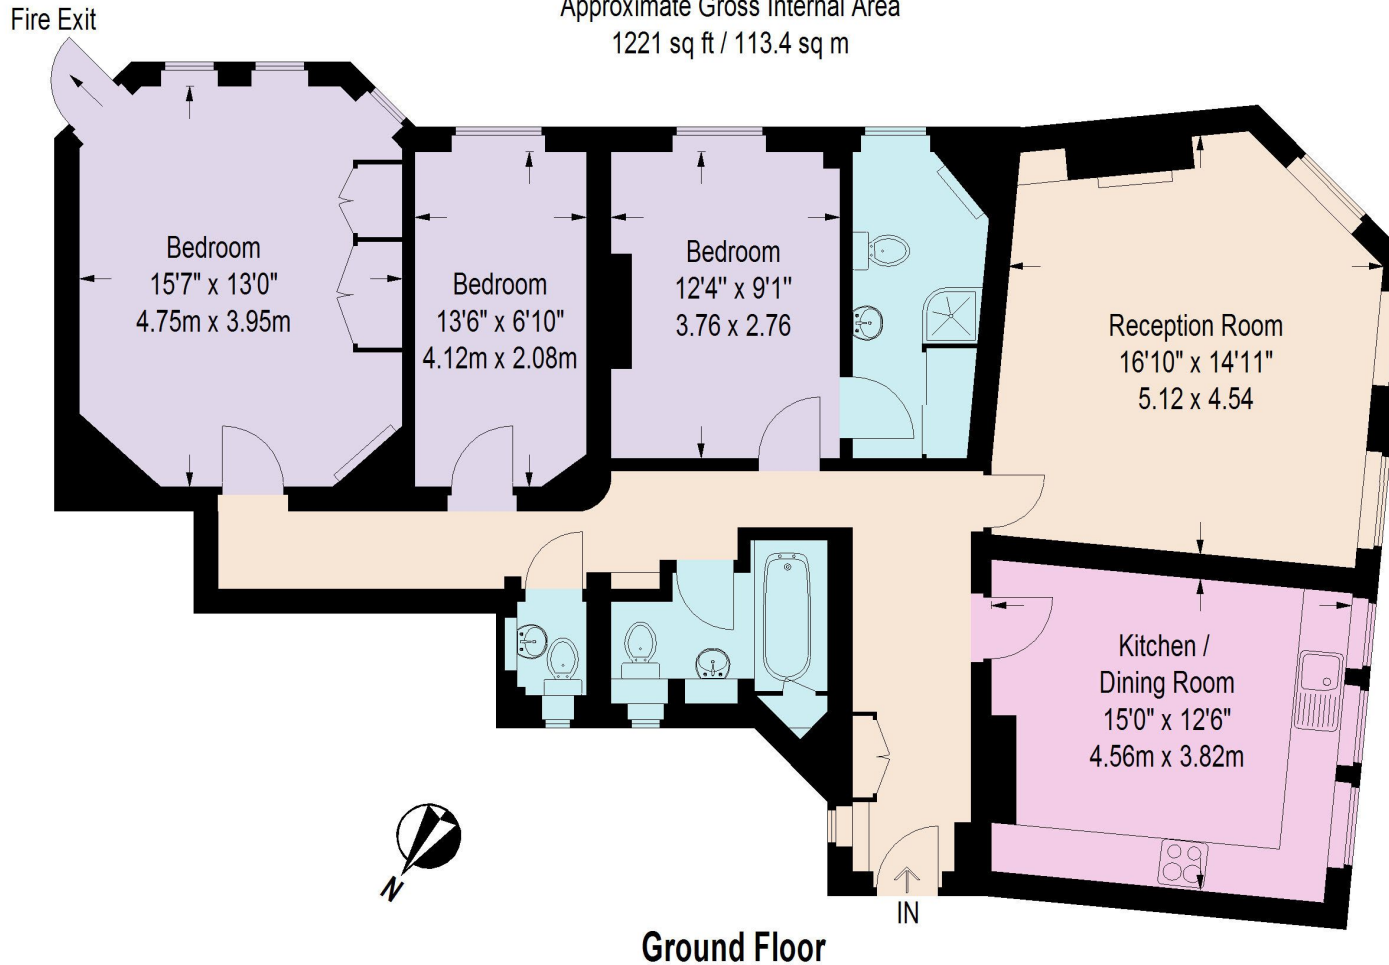 Fire Exit
Approximate Gross Internal Area
1221 sq ft / 113.4 sq m
Bedroom
15'7" x 13'0"
4.75m x 3.95m
Bedroom
13'6" x 6'10"
4.12m x 2.08m
Bedroom
12'4" x 9'1"
3.76 x 2.76
Reception Room
16'10" x 14'11"
5.12 x 4.54
Kitchen /
Dining Room
15'0" x 12'6"
4.56m x 3.82m
N
IN
Ground Floor